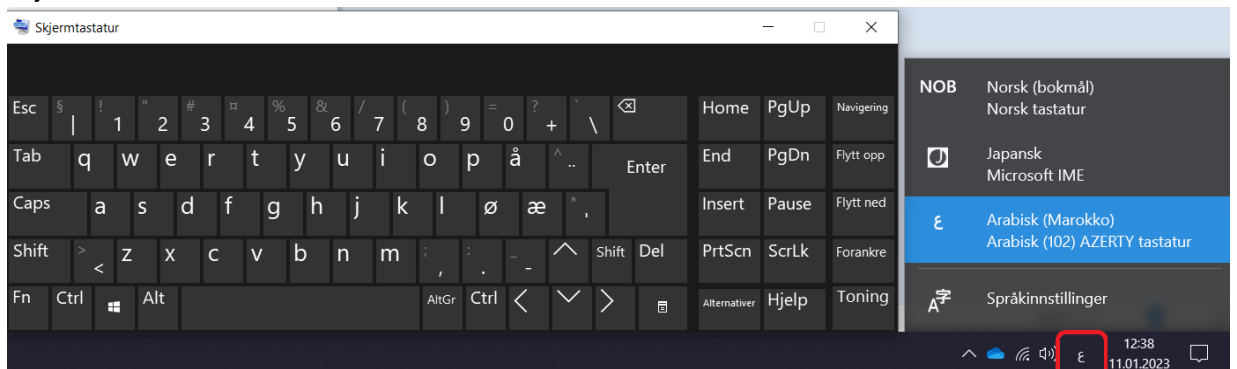 Skjermtastatur
Esc § | ! 1 " 2 # 3 ¤ 4 % 5 & 6 / 7 ( 8 ) 9 = 0 ? + ` \ Home PgUp Navigering
Tab q w e r t y u i o p å ^ ¨ Enter End PgDn Flytt opp
Caps a s d f g h j k l ø æ * ' Insert Pause Flytt ned
Shift > < z x c v b n m ; , : . _ - Shift Del PrtScn ScrLk Forankre
Fn Ctrl Alt AltGr Ctrl Alternativer Hjelp Toning
NOB Norsk (bokmål)
Norsk tastatur
J Japansk
Microsoft IME
ع Arabisk (Marokko)
Arabisk (102) AZERTY tastatur
A字 Språkinnstillinger
ع 12:38
11.01.2023